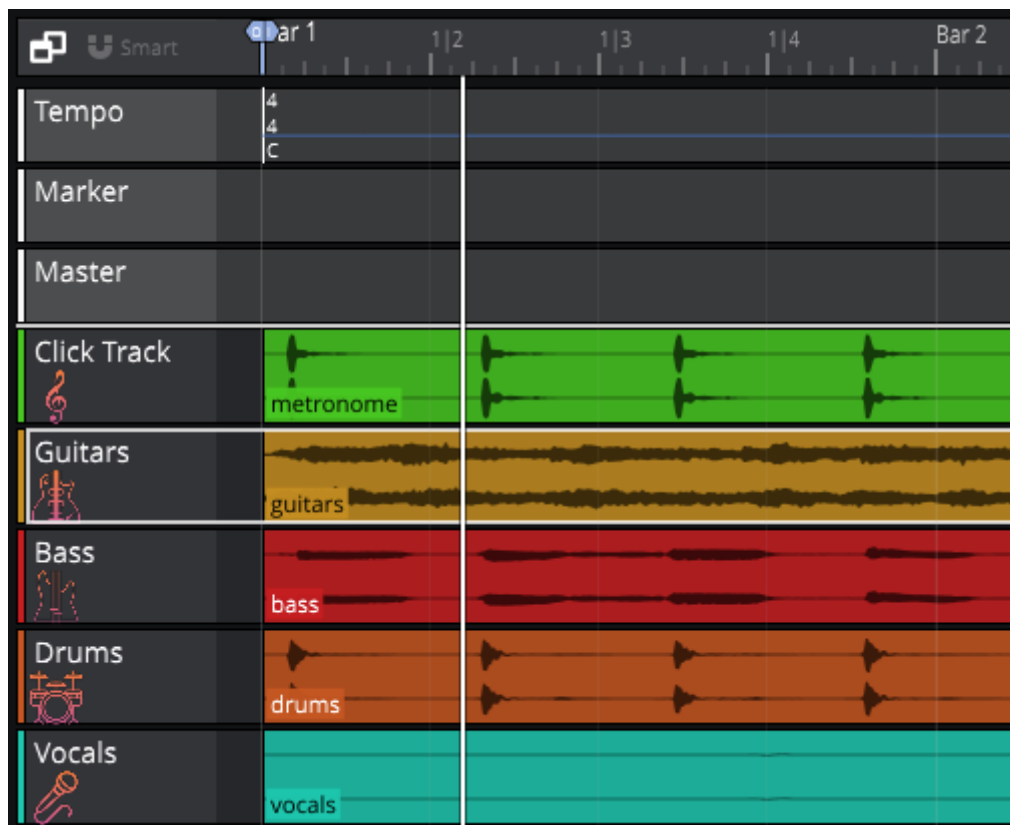 Smart
Bar 1
1|2
1|3
1|4
Bar 2
Tempo
4
4
C
Marker
Master
Click Track
metronome
Guitars
guitars
Bass
bass
Drums
drums
Vocals
vocals